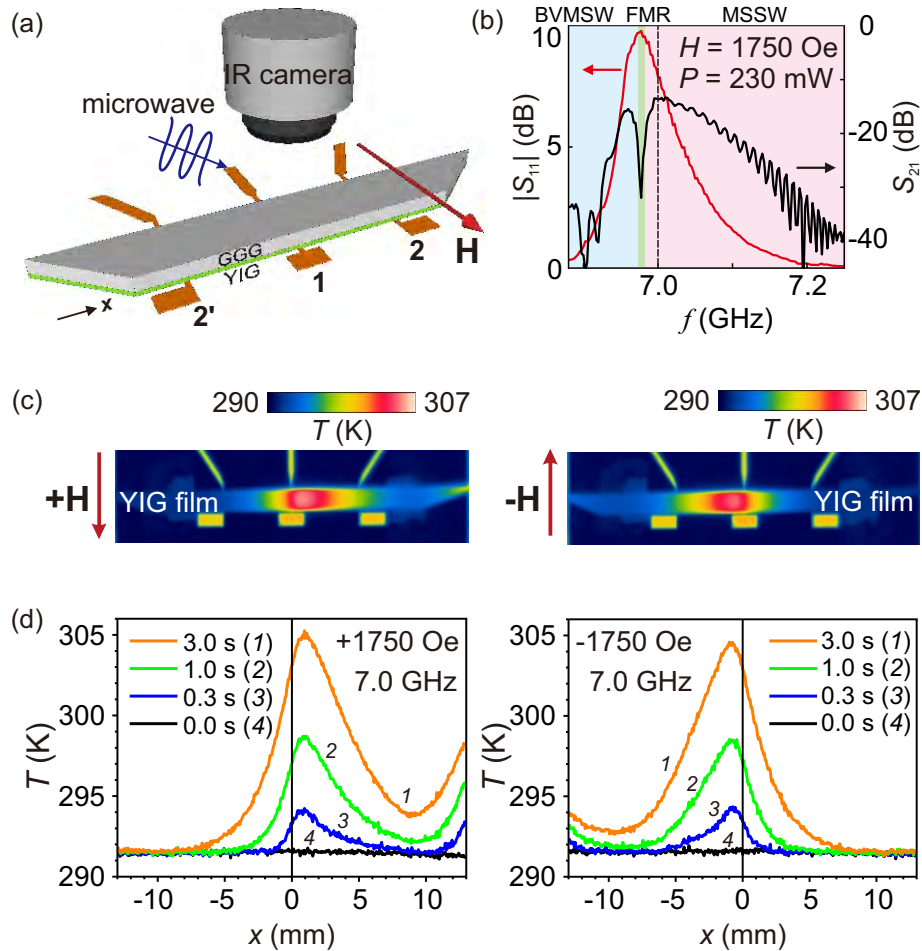 (a)
IR camera
microwave
H
GGG
YIG
x
2'
1
2
(b)
BVMSW FMR MSSW
H = 1750 Oe
P = 230 mW
|S11| (dB)
10
5
0
S21 (dB)
0
-20
-40
7.0 7.2
f (GHz)
(c)
290 307
T (K)
+H
YIG film
290 307
T (K)
-H
YIG film
(d)
3.0 s (1)
1.0 s (2)
0.3 s (3)
0.0 s (4)
+1750 Oe
7.0 GHz
T (K)
305
300
295
290
1
2
3
4
-10 -5 0 5 10
x (mm)
-1750 Oe
7.0 GHz
3.0 s (1)
1.0 s (2)
0.3 s (3)
0.0 s (4)
T (K)
305
300
295
290
1
2
3
4
-10 -5 0 5 10
x (mm)